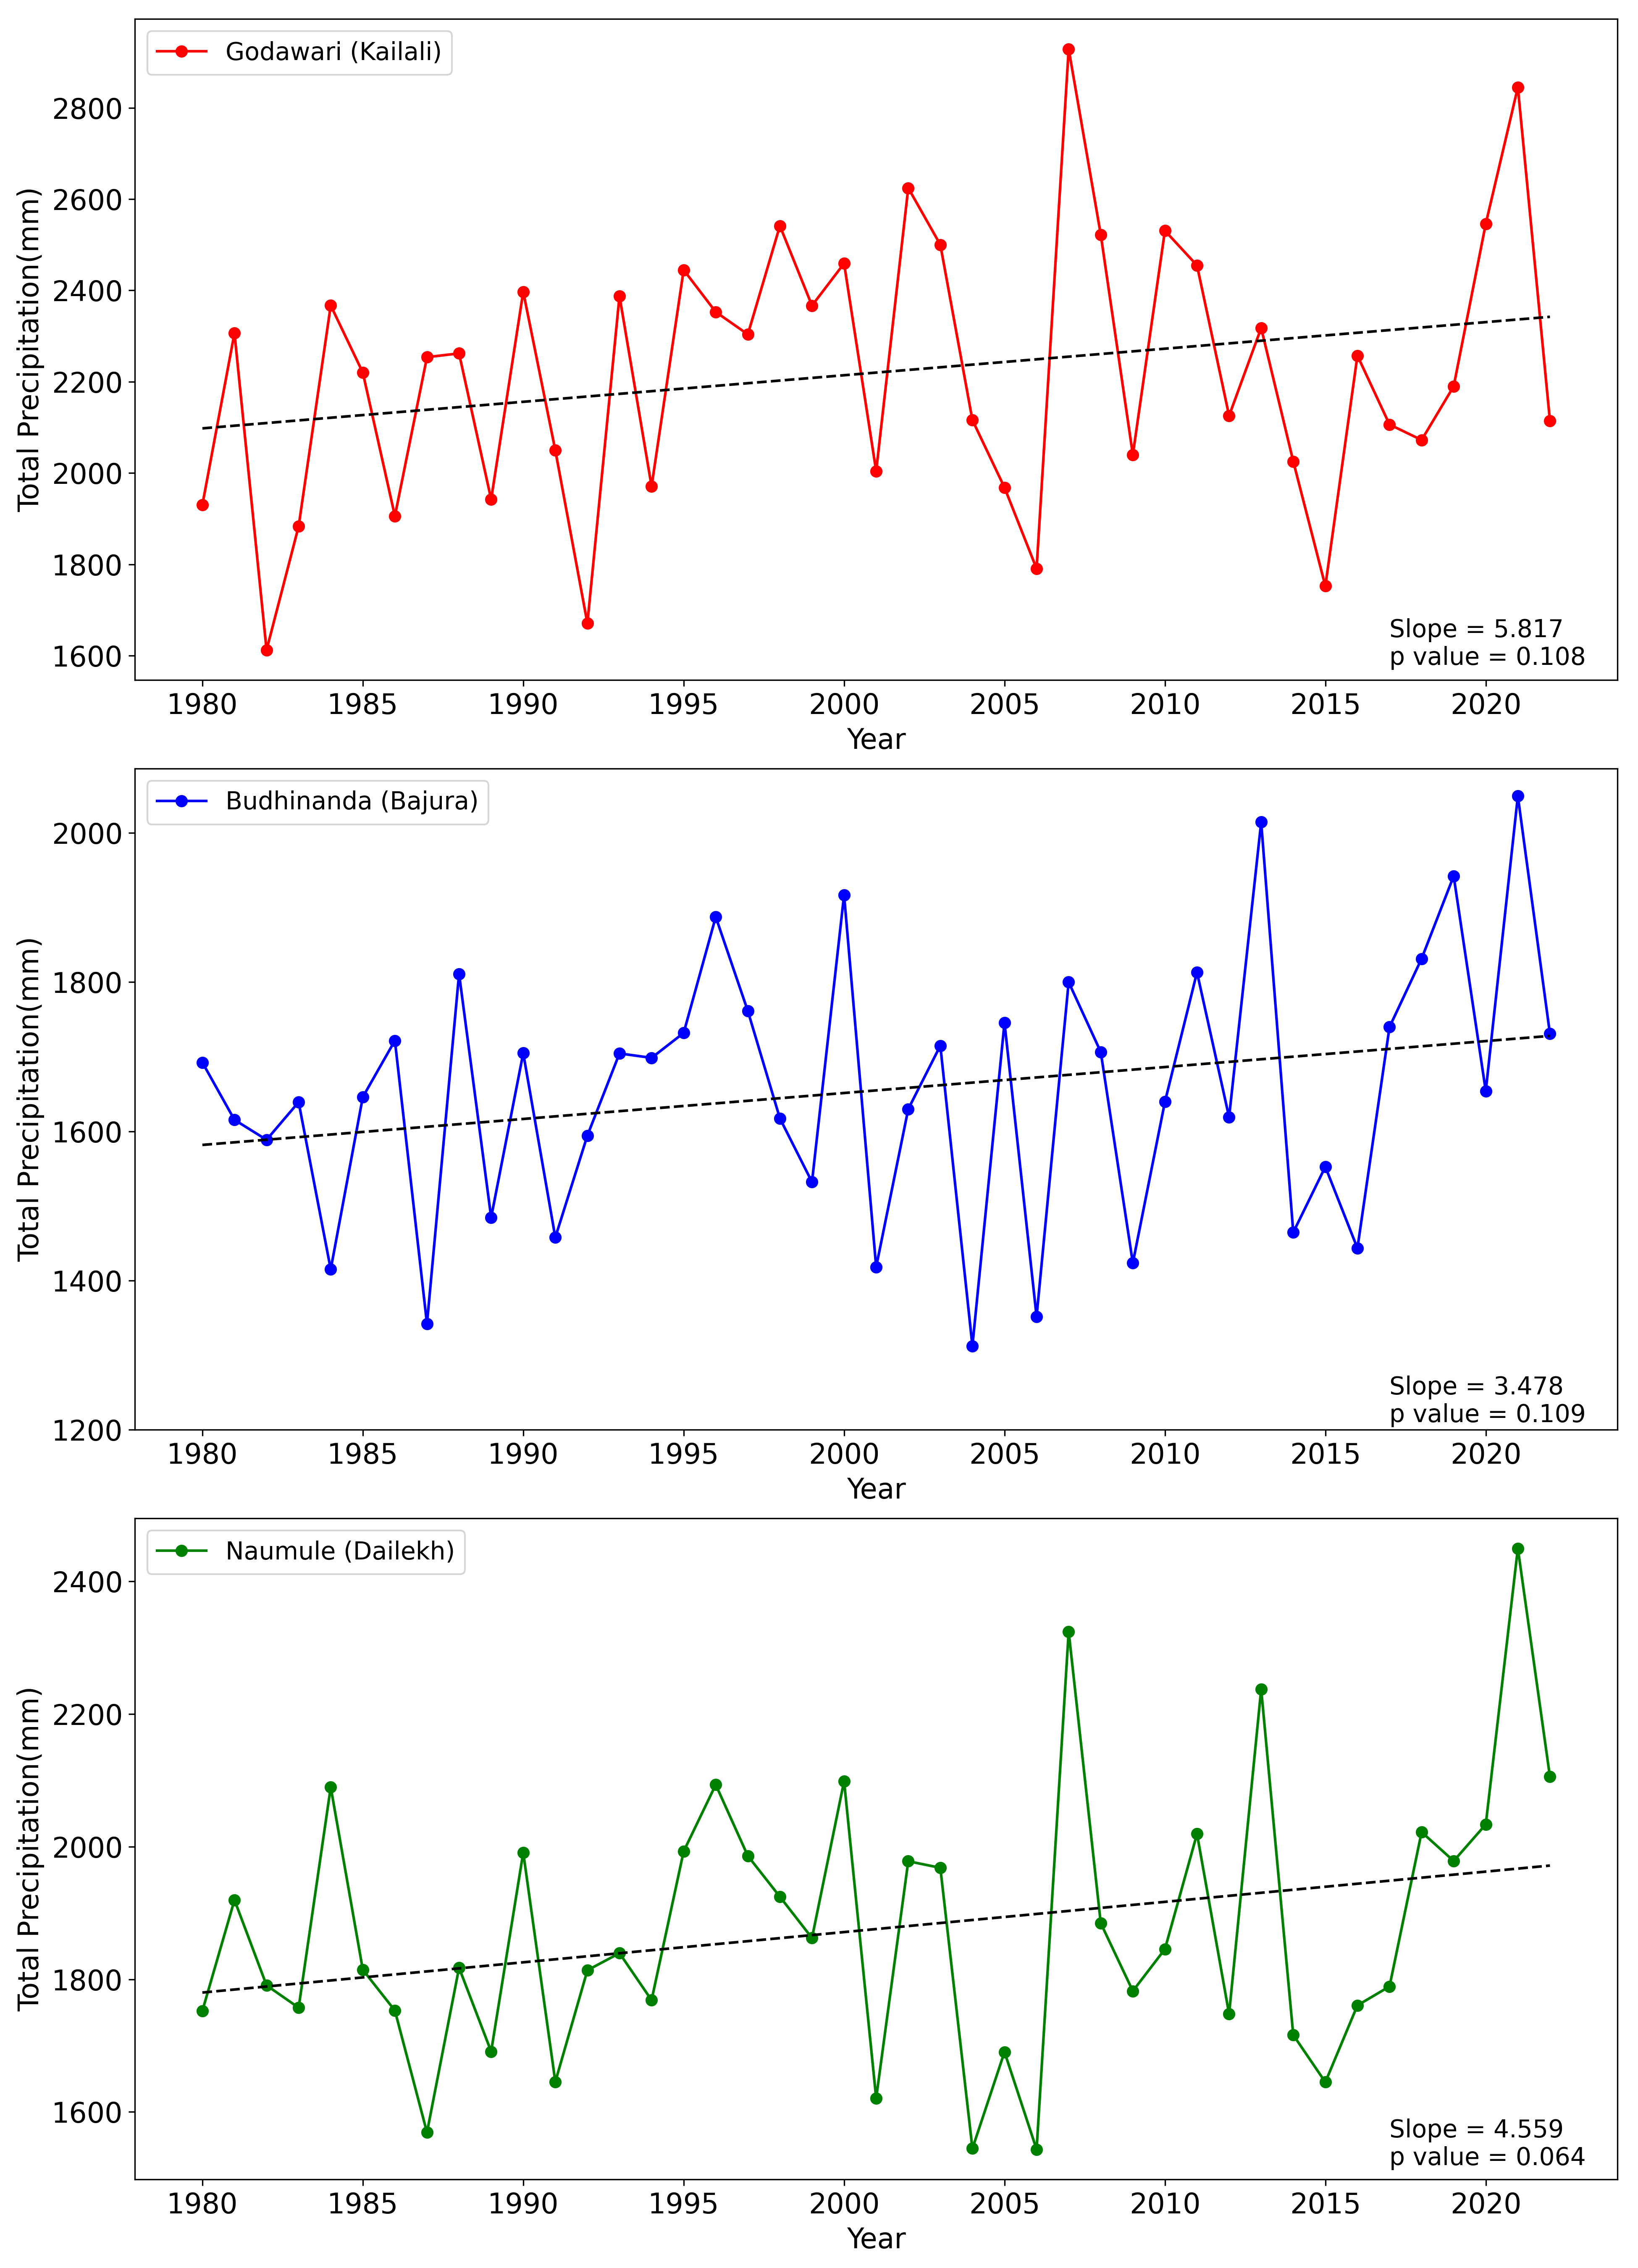 Godawari (Kailali)
Total Precipitation(mm)
2800
2600
2400
2200
2000
1800
1600
Slope = 5.817
p value = 0.108
1980 1985 1990 1995 2000 2005 2010 2015 2020
Year
Budhinanda (Bajura)
Total Precipitation(mm)
2000
1800
1600
1400
1200
Slope = 3.478
p value = 0.109
1980 1985 1990 1995 2000 2005 2010 2015 2020
Year
Naumule (Dailekh)
Total Precipitation(mm)
2400
2200
2000
1800
1600
Slope = 4.559
p value = 0.064
1980 1985 1990 1995 2000 2005 2010 2015 2020
Year